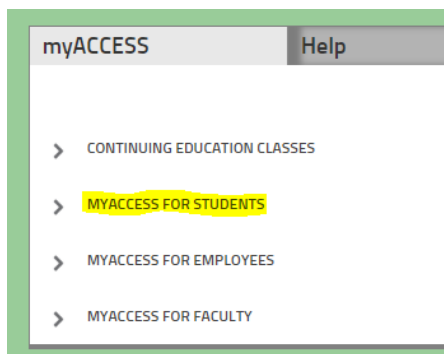 myACCESS Help
CONTINUING EDUCATION CLASSES
MYACCESS FOR STUDENTS
MYACCESS FOR EMPLOYEES
MYACCESS FOR FACULTY